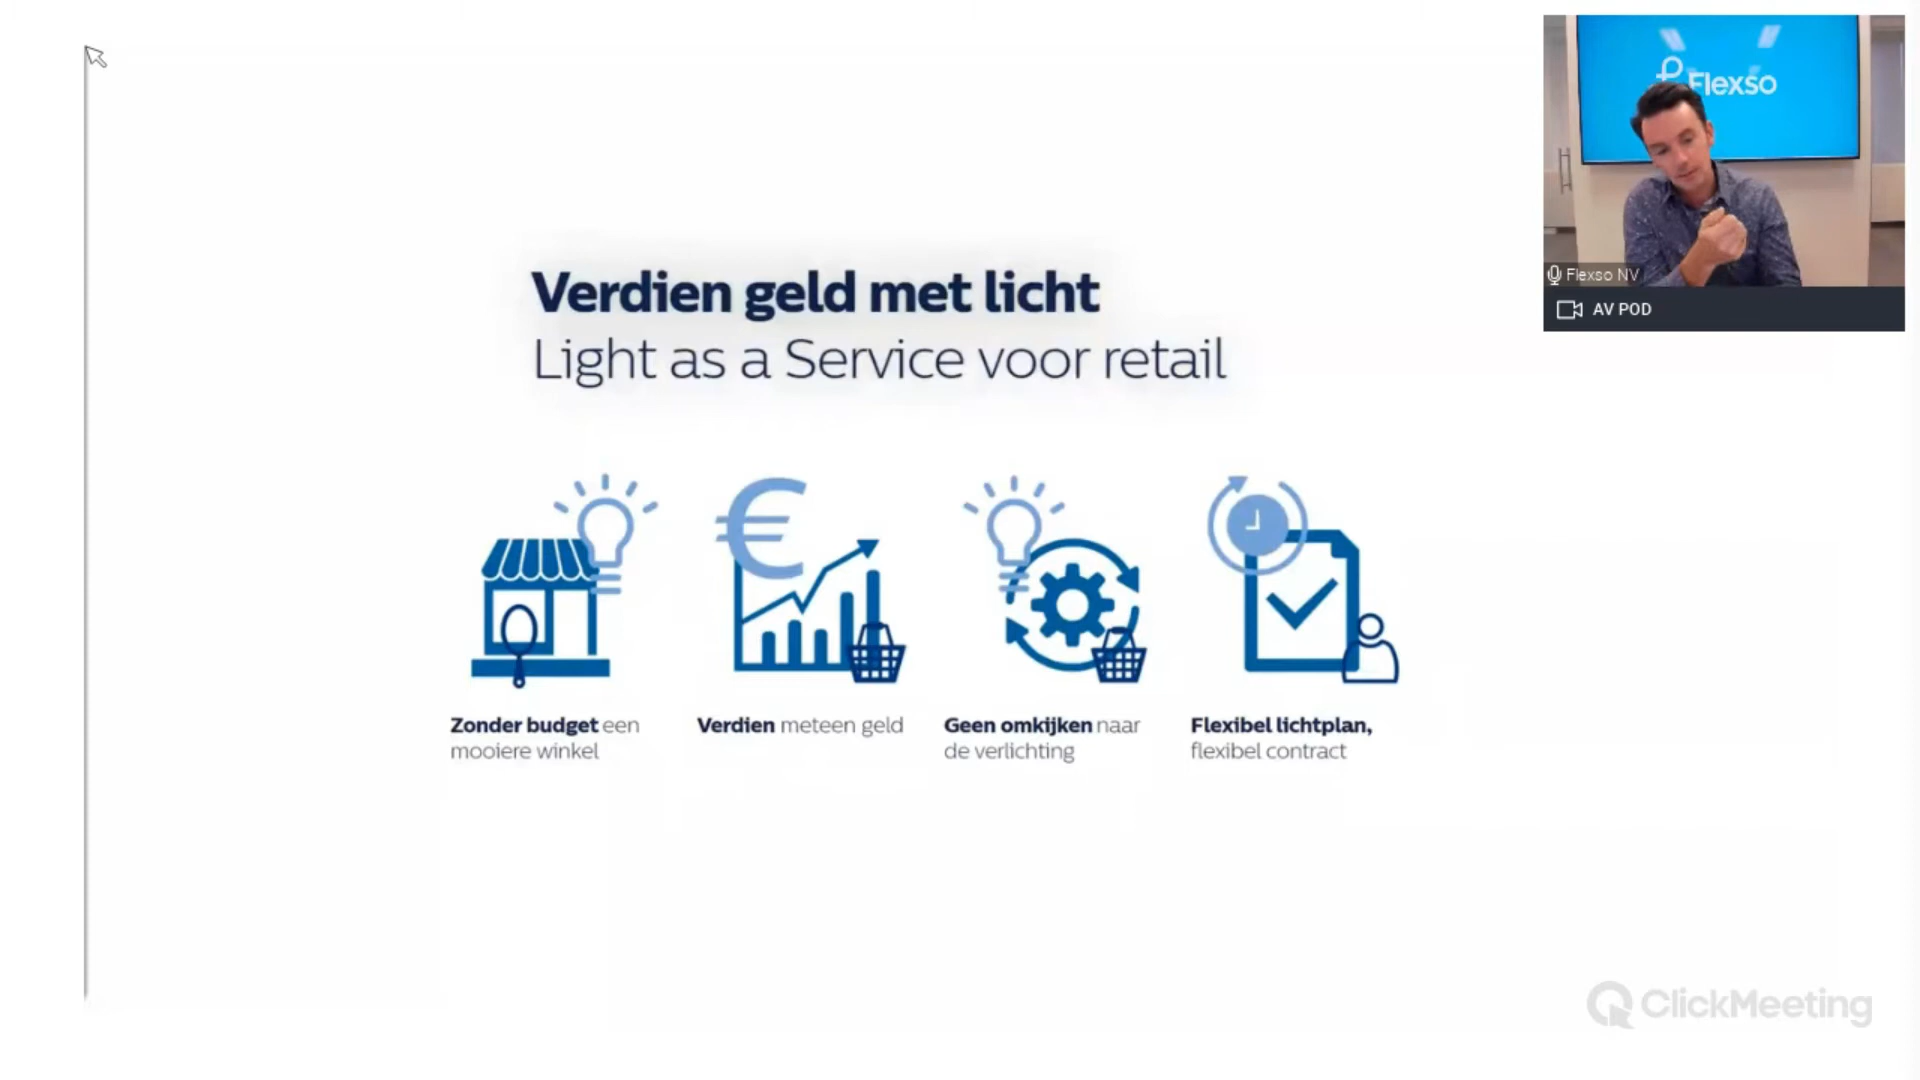 Flexso
Flexso NV
AV POD
Verdien geld met licht
Light as a Service voor retail
Zonder budget een
mooiere winkel
Verdien meteen geld
Geen omkijken naar
de verlichting
Flexibel lichtplan,
flexibel contract
ClickMeeting